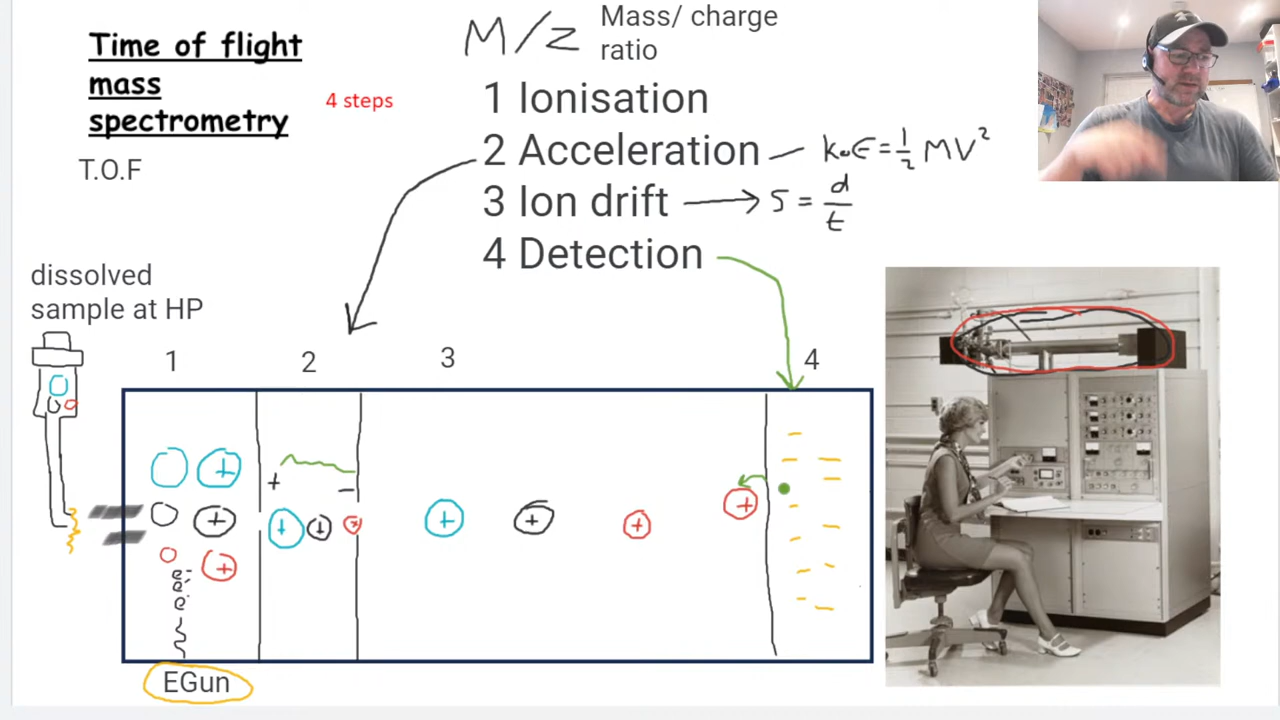 Time of flight
mass
spectrometry
T.O.F
4 steps
M/z
Mass/ charge
ratio
1 Ionisation
2 Acceleration – K.E = 1/2 MV²
3 Ion drift → S = d/t
4 Detection
dissolved
sample at HP
1 2 3 4
+ −
+ + + + + + + + + +
e-
e-
e
EGun